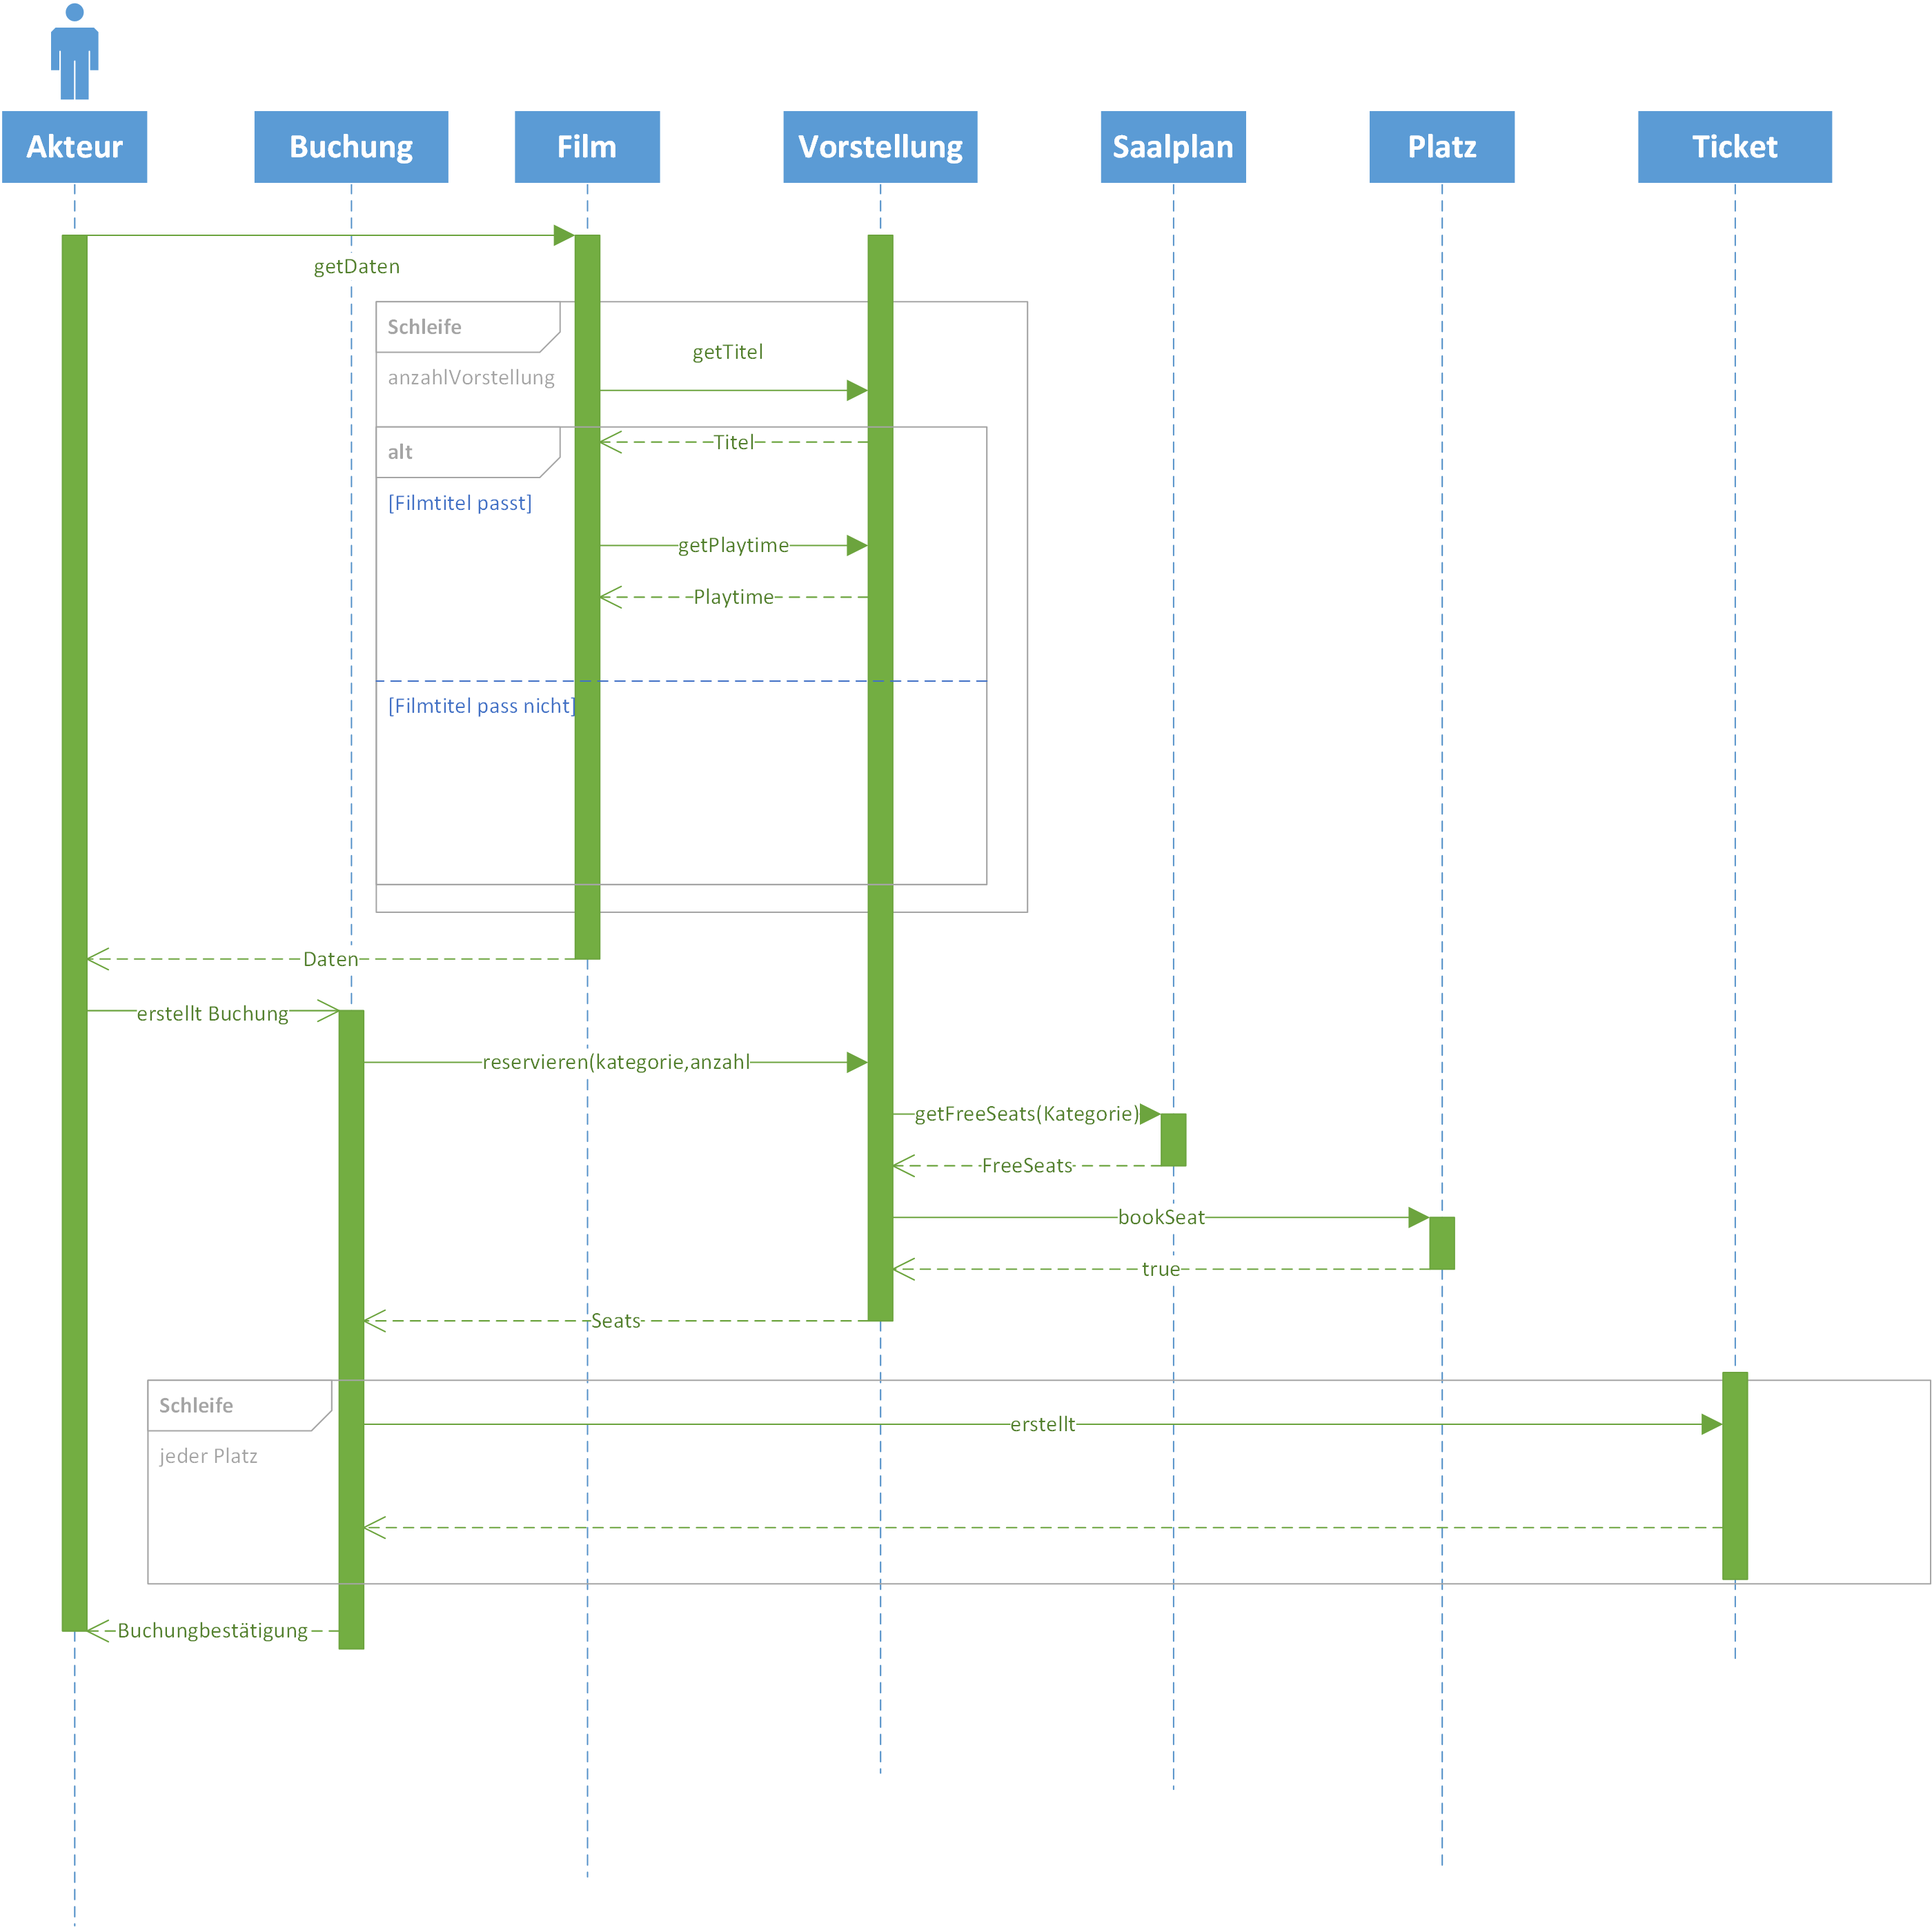 Akteur
Buchung
Film
Vorstellung
Saalplan
Platz
Ticket
getDaten
Schleife
getTitel
anzahlVorstellung
Titel
alt
[Filmtitel passt]
getPlaytime
Playtime
[Filmtitel pass nicht]
Daten
erstellt Buchung
reservieren(kategorie,anzahl
getFreeSeats(Kategorie)
FreeSeats
bookSeat
true
Seats
Schleife
erstellt
jeder Platz
Buchungbestätigung